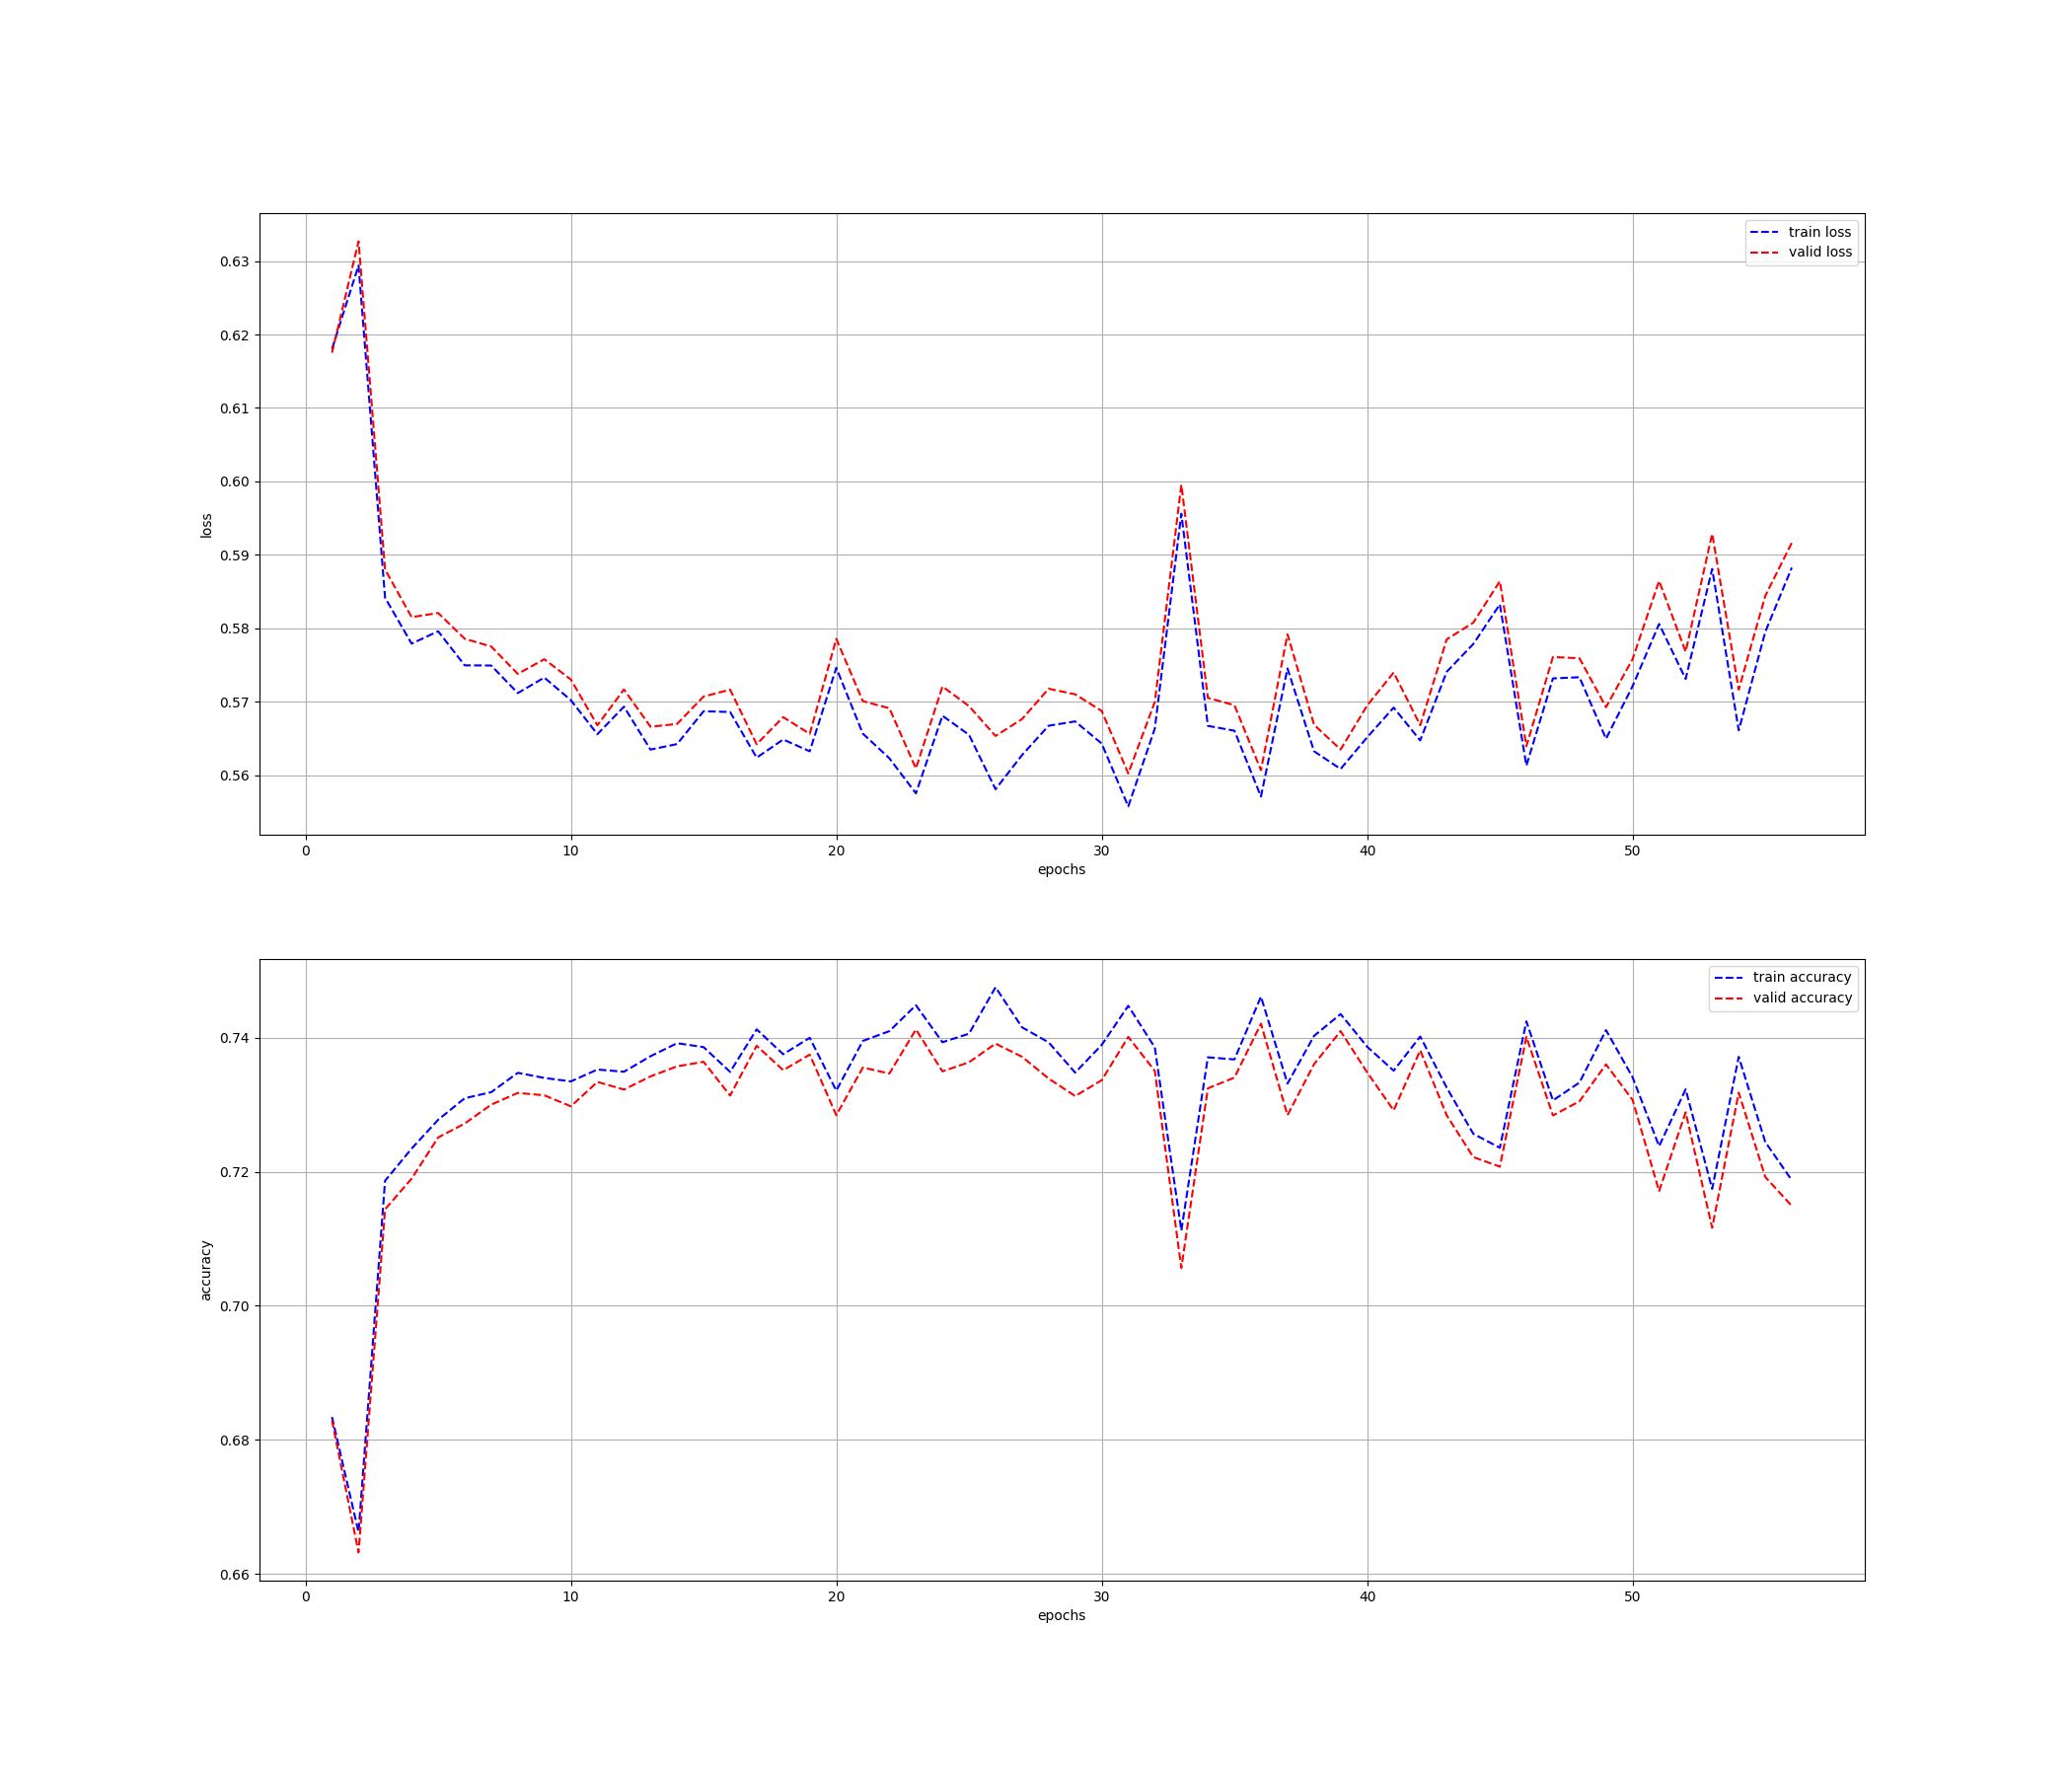 train loss
valid loss
0.63
0.62
0.61
0.60
0.59
0.58
0.57
0.56
loss
0 10 20 30 40 50
epochs
train accuracy
valid accuracy
0.74
0.72
0.70
0.68
0.66
accuracy
0 10 20 30 40 50
epochs